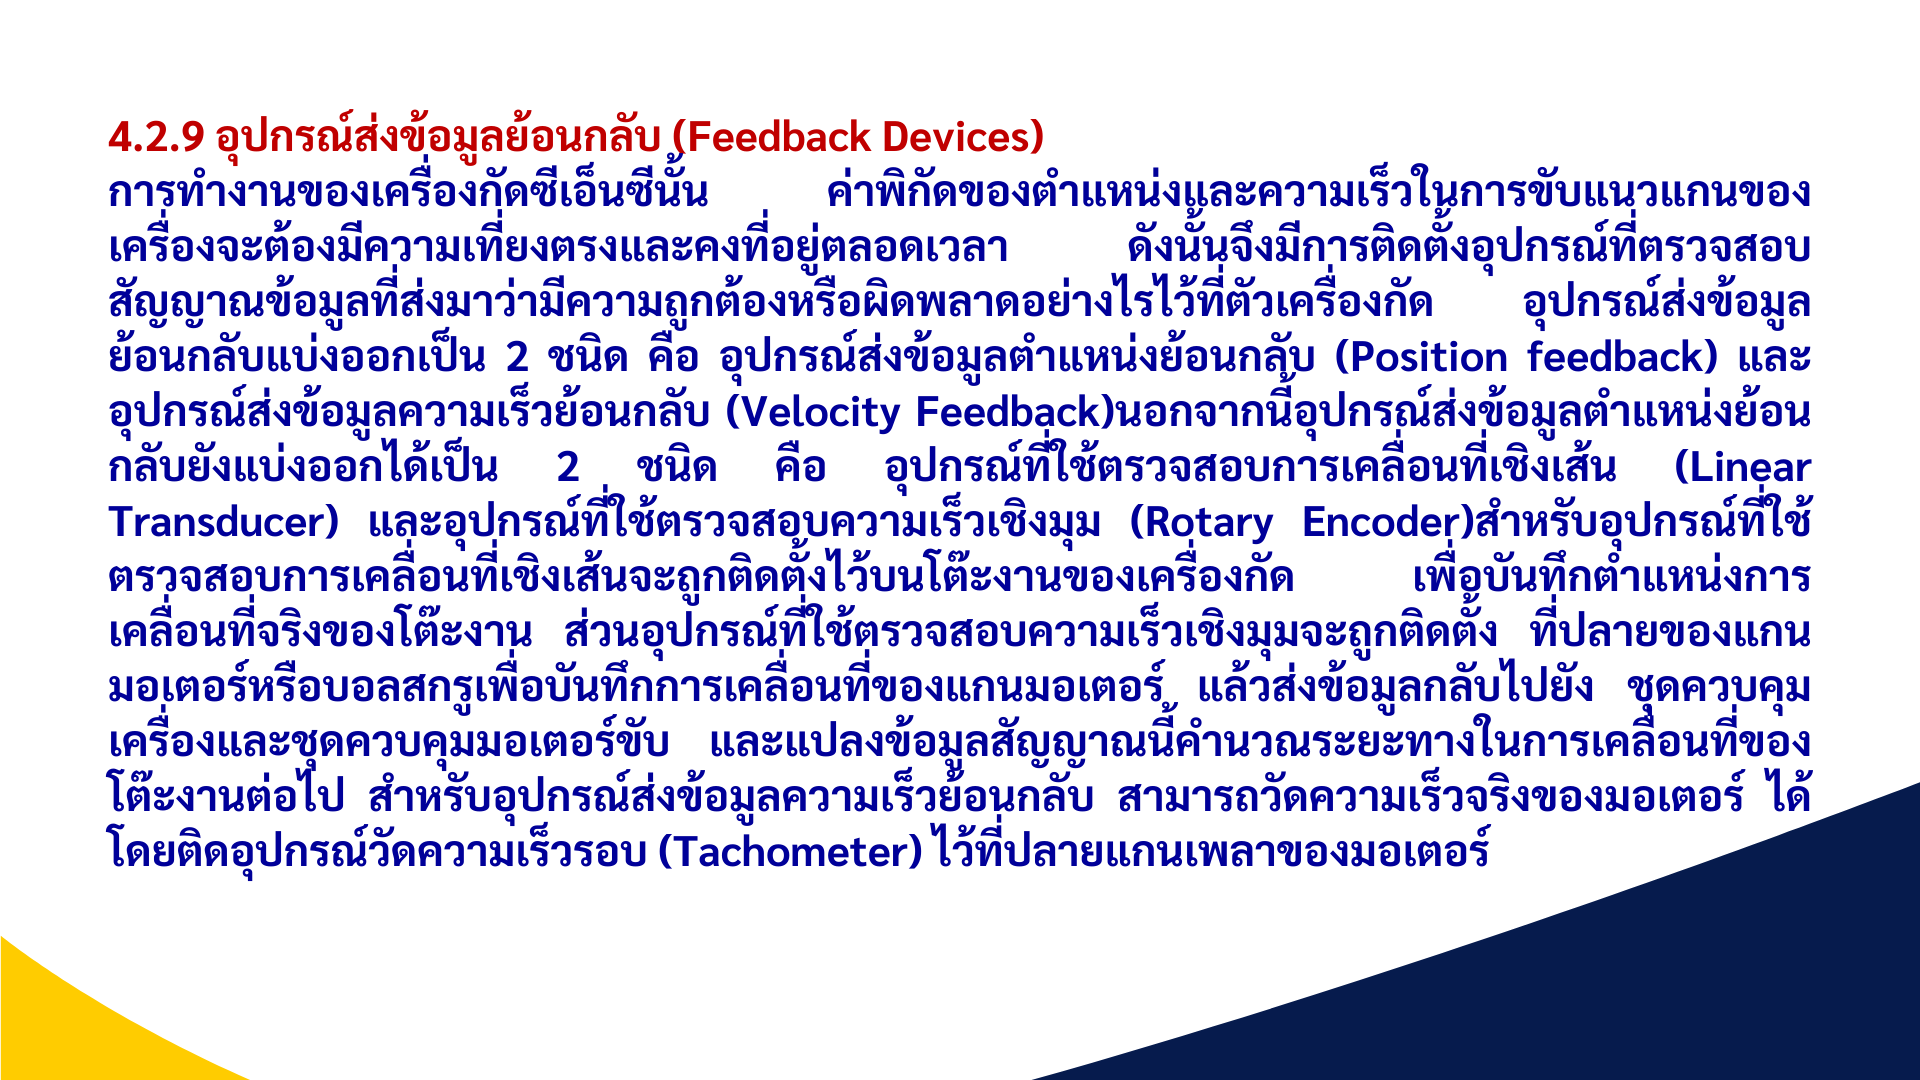 4.2.9 อุปกรณ์ส่งข้อมูลย้อนกลับ (Feedback Devices)
การทำงานของเครื่องกัดซีเอ็นซีนั้น ค่าพิกัดของตำแหน่งและความเร็วในการขับแนวแกนของ
เครื่องจะต้องมีความเที่ยงตรงและคงที่อยู่ตลอดเวลา ดังนั้นจึงมีการติดตั้งอุปกรณ์ที่ตรวจสอบ
สัญญาณข้อมูลที่ส่งมาว่ามีความถูกต้องหรือผิดพลาดอย่างไรไว้ที่ตัวเครื่องกัด อุปกรณ์ส่งข้อมูล
ย้อนกลับแบ่งออกเป็น 2 ชนิด คือ อุปกรณ์ส่งข้อมูลตำแหน่งย้อนกลับ (Position feedback) และ
อุปกรณ์ส่งข้อมูลความเร็วย้อนกลับ (Velocity Feedback)นอกจากนี้อุปกรณ์ส่งข้อมูลตำแหน่งย้อน
กลับยังแบ่งออกได้เป็น 2 ชนิด คือ อุปกรณ์ที่ใช้ตรวจสอบการเคลื่อนที่เชิงเส้น (Linear
Transducer) และอุปกรณ์ที่ใช้ตรวจสอบความเร็วเชิงมุม (Rotary Encoder)สำหรับอุปกรณ์ที่ใช้
ตรวจสอบการเคลื่อนที่เชิงเส้นจะถูกติดตั้งไว้บนโต๊ะงานของเครื่องกัด เพื่อบันทึกตำแหน่งการ
เคลื่อนที่จริงของโต๊ะงาน ส่วนอุปกรณ์ที่ใช้ตรวจสอบความเร็วเชิงมุมจะถูกติดตั้ง ที่ปลายของแกน
มอเตอร์หรือบอลสกรูเพื่อบันทึกการเคลื่อนที่ของแกนมอเตอร์ แล้วส่งข้อมูลกลับไปยัง ชุดควบคุม
เครื่องและชุดควบคุมมอเตอร์ขับ และแปลงข้อมูลสัญญาณนี้คำนวณระยะทางในการเคลื่อนที่ของ
โต๊ะงานต่อไป สำหรับอุปกรณ์ส่งข้อมูลความเร็วย้อนกลับ สามารถวัดความเร็วจริงของมอเตอร์ ได้
โดยติดอุปกรณ์วัดความเร็วรอบ (Tachometer) ไว้ที่ปลายแกนเพลาของมอเตอร์